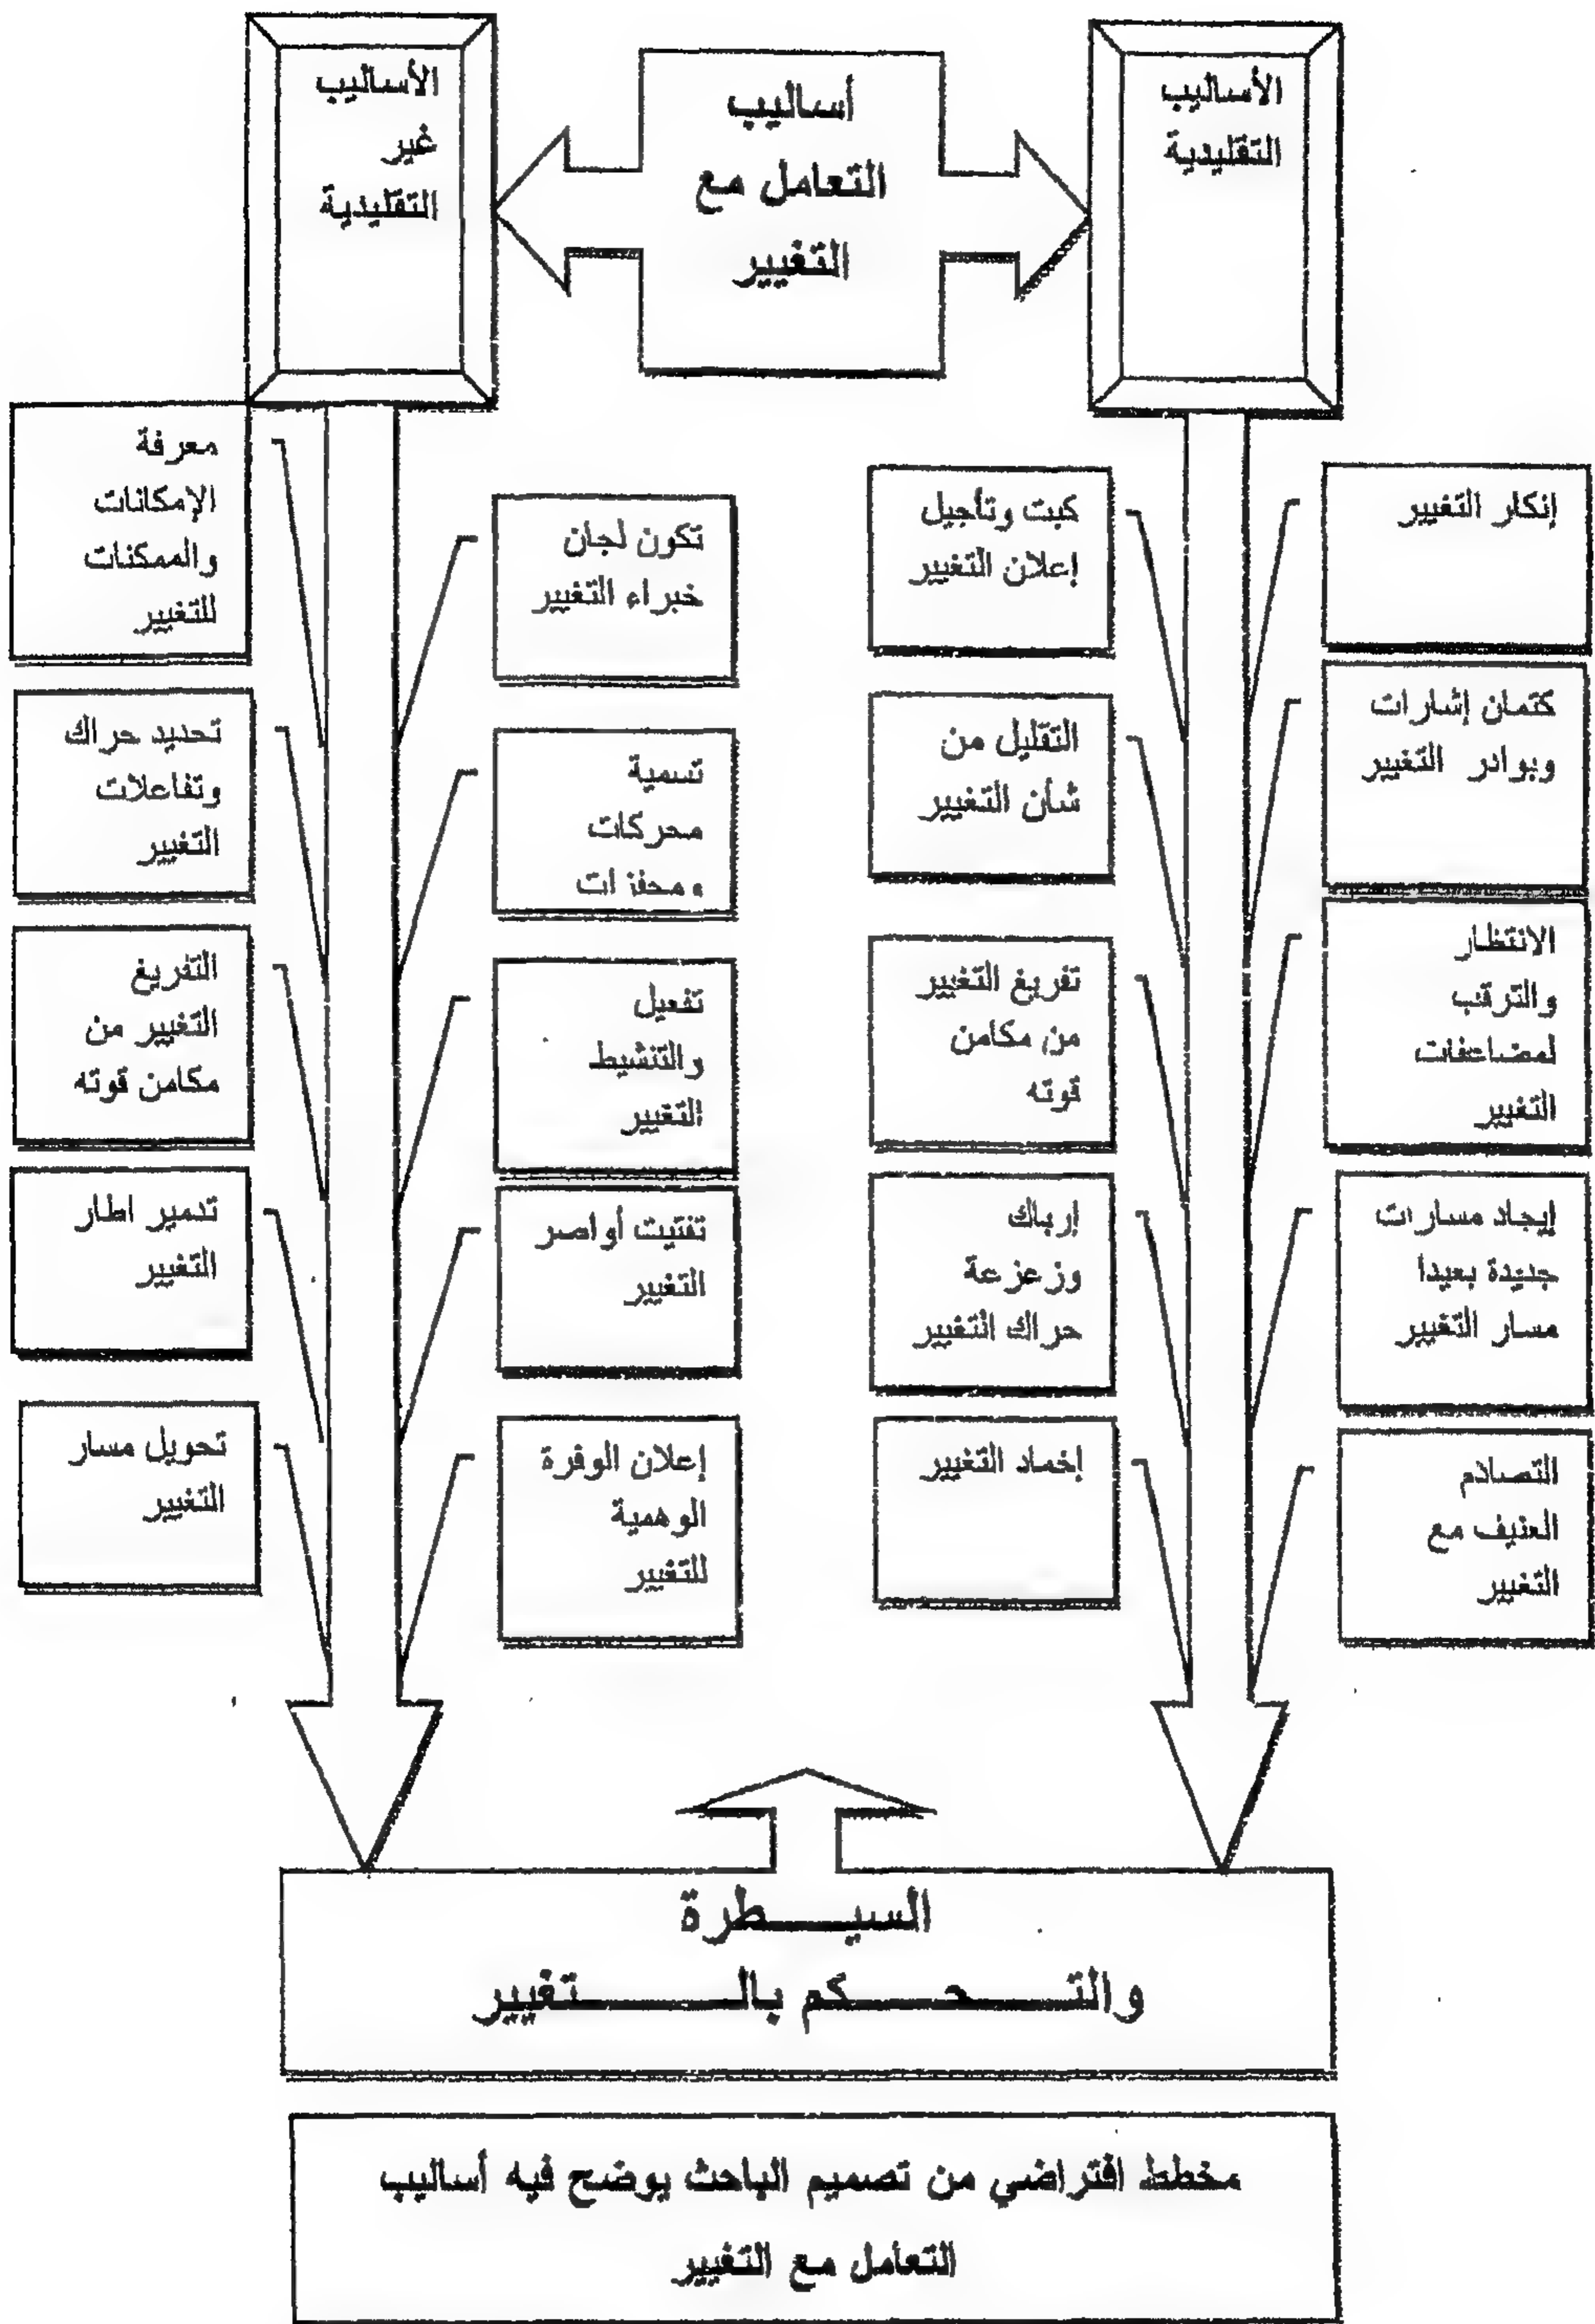 أساليب
التعامل مع
التغيير
الأساليب
التقليدية
إنكار التغيير
كتمان إشارات
وبوادر التغيير
الانتظار
والترقب
لمضاعفات
التغيير
إيجاد مسارات
جديدة بعيدا
مسار التغيير
التصادم
العنيف مع
التغيير
كبت وتأجيل
إعلان التغيير
التقليل من
شأن التغيير
تفريغ التغيير
من مكامن
قوته
إرباك
وزعزعة
حراك التغيير
إخماد التغيير
الأساليب
غير
التقليدية
تكون لجان
خبراء التغيير
تسمية
محركات
ومحفزات
تفعيل
والتنشيط
التغيير
تفتيت أواصر
التغيير
إعلان الوفرة
الوهمية
للتغيير
معرفة
الإمكانات
والممكنات
للتغيير
تحديد حراك
وتفاعلات
التغيير
التفريغ
التغيير من
مكامن قوته
تدمير اطار
التغيير
تحويل مسار
التغيير
السيـــطرة
والتـــحـــكم بالـــتغيير
مخطط افتراضي من تصميم الباحث يوضح فيه أساليب
التعامل مع التغيير